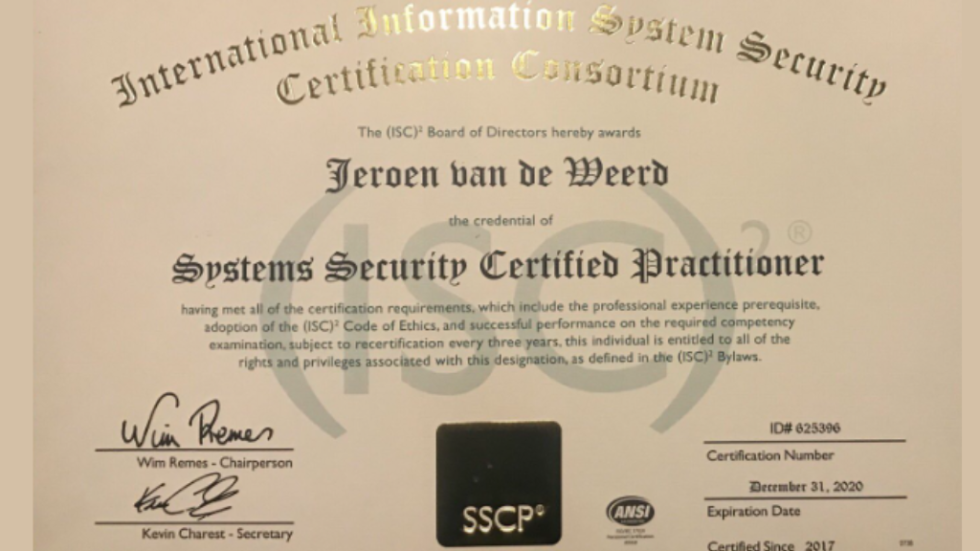 International Information System Security
Certification Consortium
The (ISC)² Board of Directors hereby awards
Jeroen van de Weerd
the credential of
(ISC)²®
Systems Security Certified Practitioner
having met all of the certification requirements, which include the professional experience prerequisite,
adoption of the (ISC)² Code of Ethics, and successful performance on the required competency
examination, subject to recertification every three years, this individual is entitled to all of the
rights and privileges associated with this designation, as defined in the (ISC)² Bylaws.
Wim Remes
Wim Remes - Chairperson
Kevin Charest - Secretary
SSCP®
ANSI
ID# 625396
Certification Number
December 31, 2020
Expiration Date
Certified Since 2017